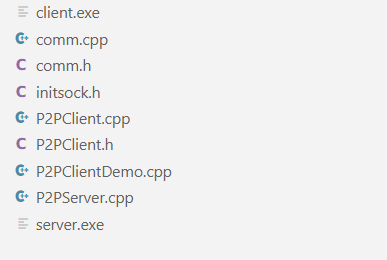 client.exe
comm.cpp
comm.h
initsock.h
P2PClient.cpp
P2PClient.h
P2PClientDemo.cpp
P2PServer.cpp
server.exe